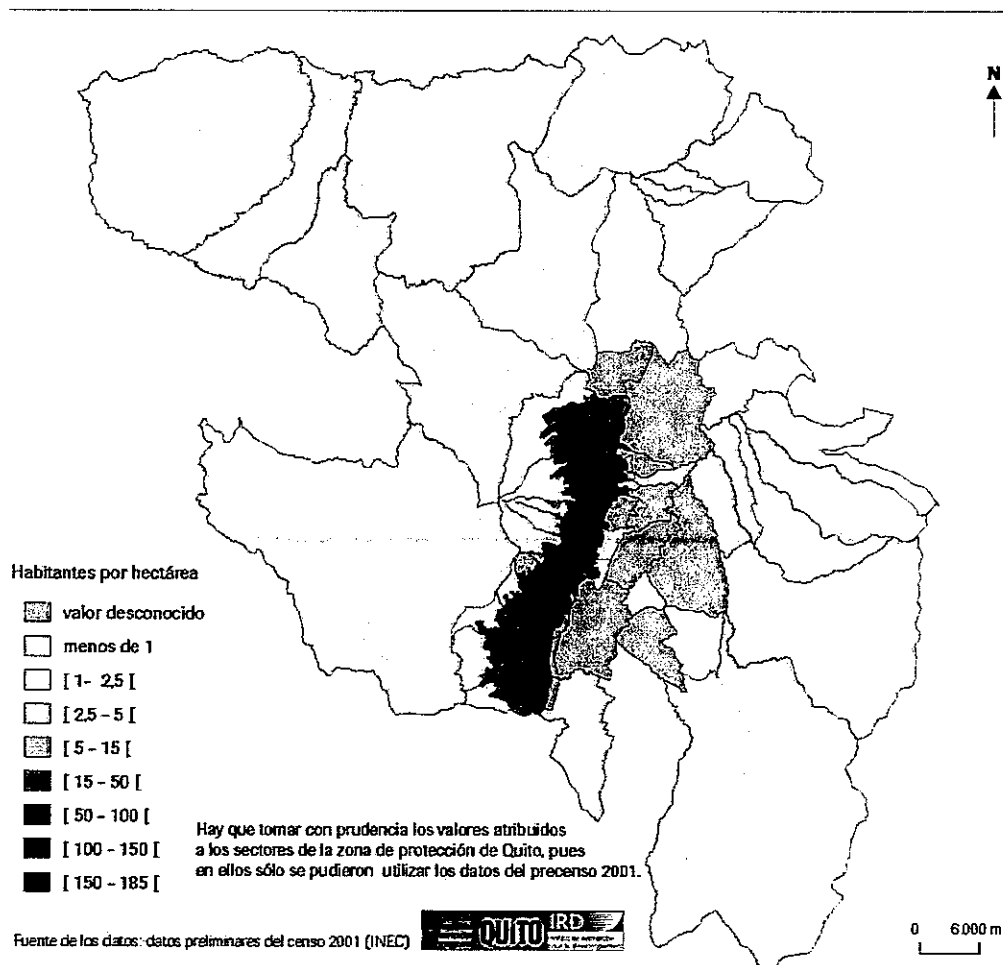 N
Habitantes por hectárea
valor desconocido
menos de 1
[ 1- 2,5 [
[ 2,5 - 5 [
[ 5 - 15 [
[ 15 - 50 [
[ 50 - 100 [
[ 100 - 150 [
[ 150 - 185 [
Hay que tomar con prudencia los valores atribuidos
a los sectores de la zona de protección de Quito, pues
en ellos sólo se pudieron utilizar los datos del precenso 2001.
Fuente de los datos: datos preliminares del censo 2001 (INEC)
QUITO
IRD
0 6.000 m